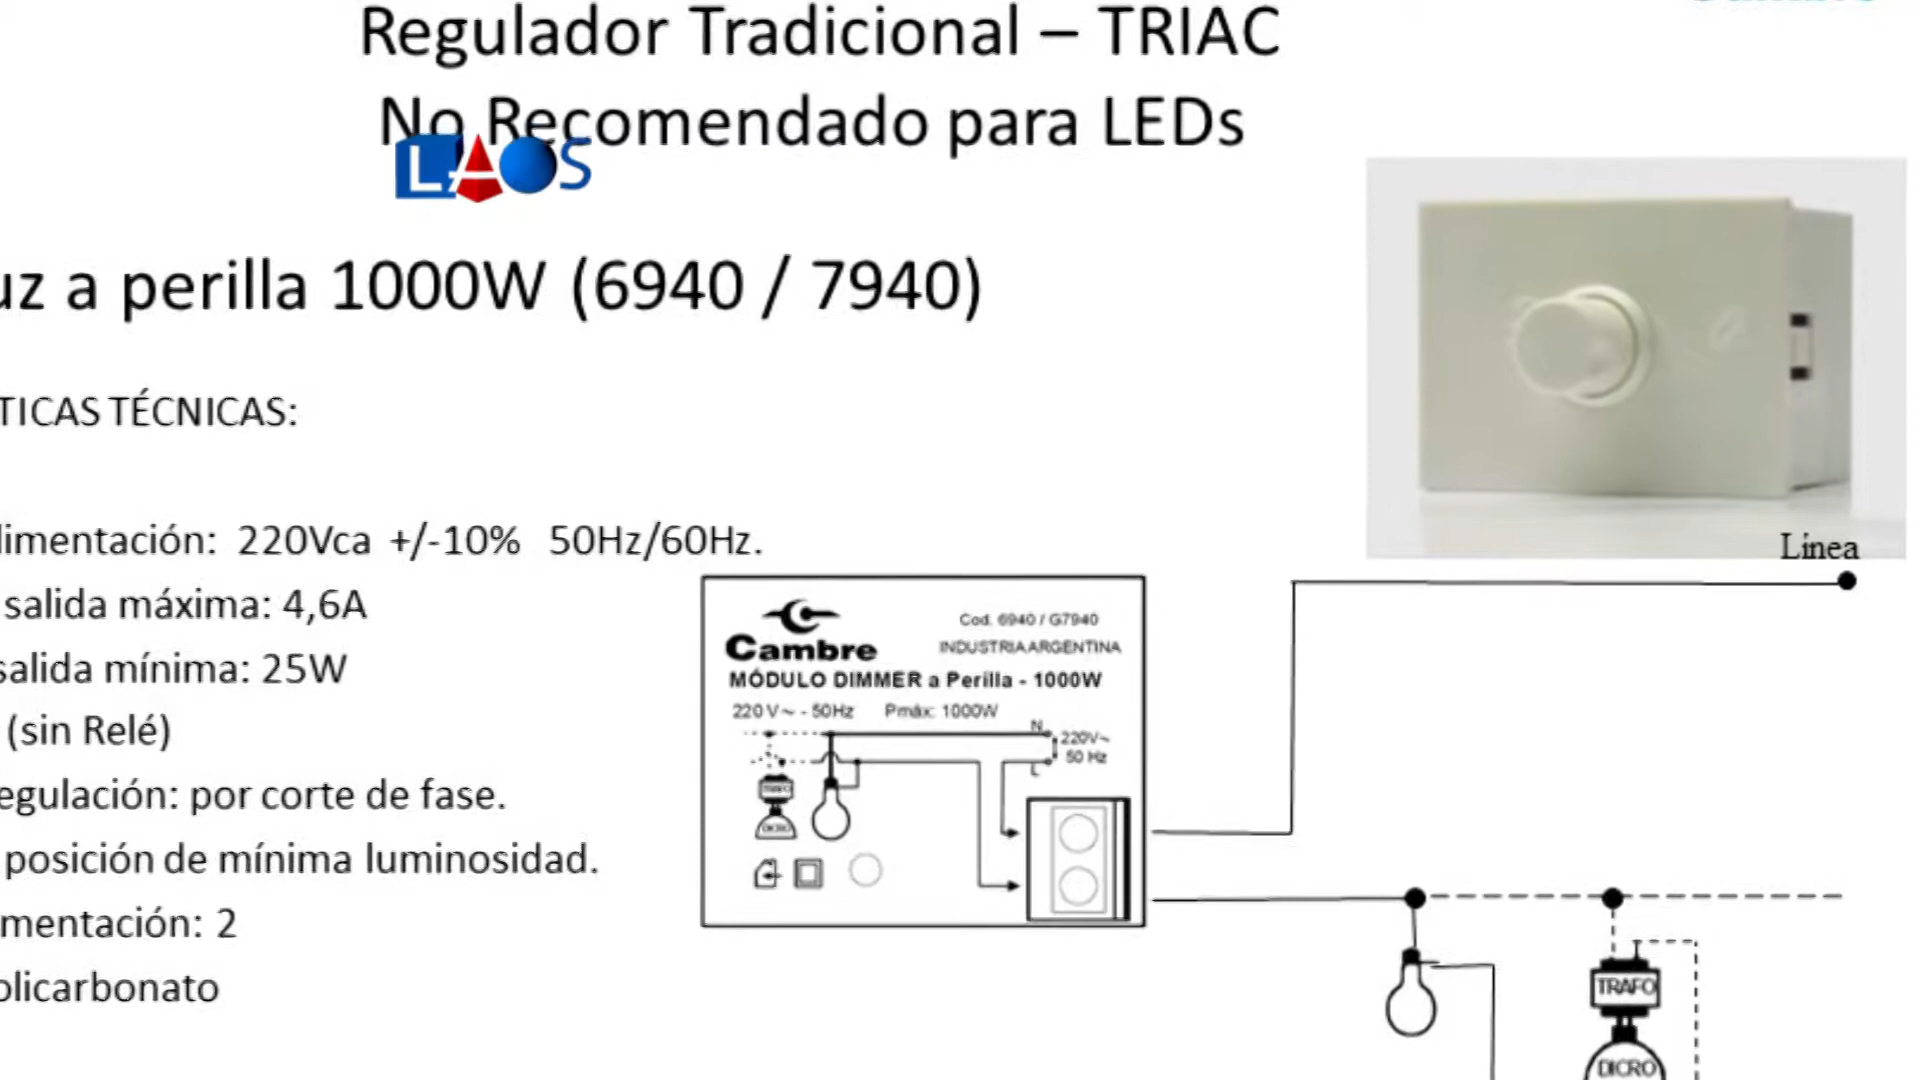 Regulador Tradicional – TRIAC
No Recomendado para LEDs
LAOS
uz a perilla 1000W (6940 / 7940)
TICAS TÉCNICAS:
limentación: 220Vca +/-10% 50Hz/60Hz.
Línea
salida máxima: 4,6A
salida mínima: 25W
(sin Relé)
egulación: por corte de fase.
posición de mínima luminosidad.
mentación: 2
olicarbonato
Cambre
Cod. 6940 / G7940
INDUSTRIA ARGENTINA
MÓDULO DIMMER a Perilla - 1000W
220 V~ - 50Hz Pmáx: 1000W
N
220V~
50 Hz
L
TRAFO
DICRO
TRAFO
DICRO